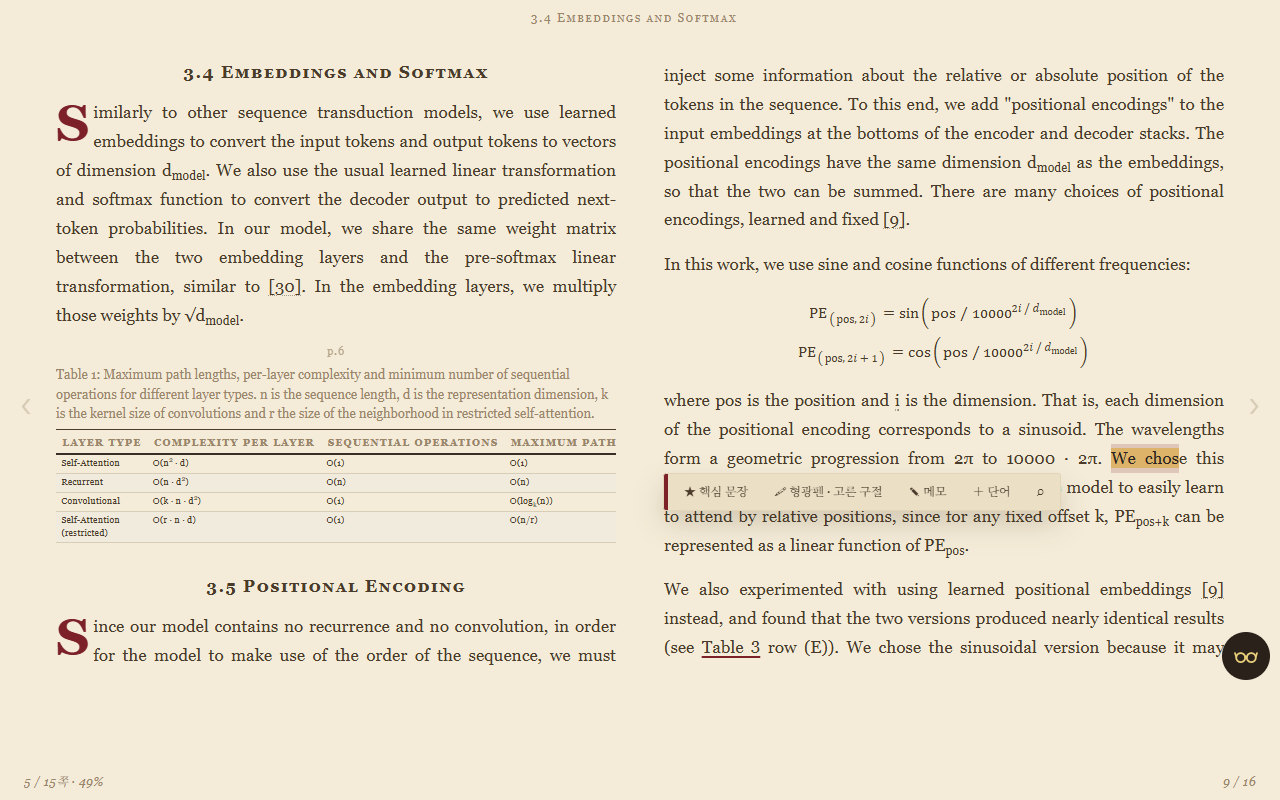 3.4 Embeddings and Softmax
3.4 Embeddings and Softmax
Similarly to other sequence transduction models, we use learned
embeddings to convert the input tokens and output tokens to vectors
of dimension dmodel. We also use the usual learned linear transformation
and softmax function to convert the decoder output to predicted next-
token probabilities. In our model, we share the same weight matrix
between the two embedding layers and the pre-softmax linear
transformation, similar to [30]. In the embedding layers, we multiply
those weights by √dmodel.
p.6
Table 1: Maximum path lengths, per-layer complexity and minimum number of sequential
operations for different layer types. n is the sequence length, d is the representation dimension, k
is the kernel size of convolutions and r the size of the neighborhood in restricted self-attention.
LAYER TYPE COMPLEXITY PER LAYER SEQUENTIAL OPERATIONS MAXIMUM PATH
Self-Attention O(n² · d) O(1) O(1)
Recurrent O(n · d²) O(n) O(n)
Convolutional O(k · n · d²) O(1) O(logk(n))
Self-Attention (restricted) O(r · n · d) O(1) O(n/r)
3.5 Positional Encoding
Since our model contains no recurrence and no convolution, in order
for the model to make use of the order of the sequence, we must
inject some information about the relative or absolute position of the
tokens in the sequence. To this end, we add "positional encodings" to the
input embeddings at the bottoms of the encoder and decoder stacks. The
positional encodings have the same dimension dmodel as the embeddings,
so that the two can be summed. There are many choices of positional
encodings, learned and fixed [9].
In this work, we use sine and cosine functions of different frequencies:
PE(pos, 2i) = sin(pos / 10000^2i / dmodel)
PE(pos, 2i + 1) = cos(pos / 10000^2i / dmodel)
where pos is the position and i is the dimension. That is, each dimension
of the positional encoding corresponds to a sinusoid. The wavelengths
form a geometric progression from 2π to 10000 · 2π. We chose this
★ 핵심 문장 형광펜 · 고른 구절 ✎ 메모 + 단어 model to easily learn
to attend by relative positions, since for any fixed offset k, PEpos+k can be
represented as a linear function of PEpos.
We also experimented with using learned positional embeddings [9]
instead, and found that the two versions produced nearly identical results
(see Table 3 row (E)). We chose the sinusoidal version because it may
5 / 15쪽 · 49%
9 / 16